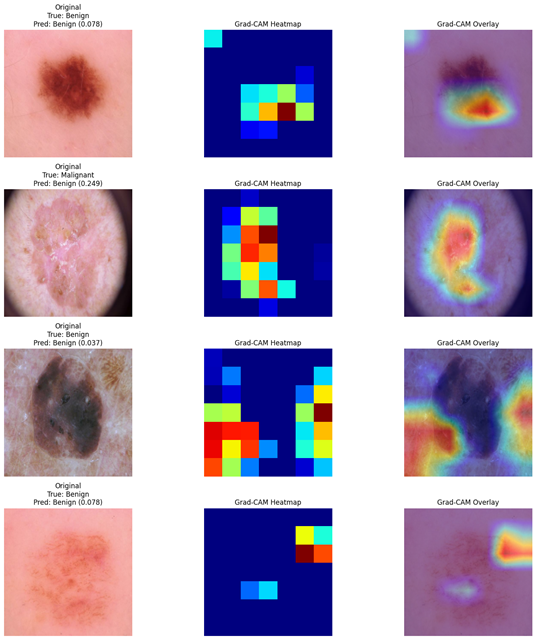 Original
True: Benign
Pred: Benign (0.078)
Grad-CAM Heatmap
Grad-CAM Overlay
Original
True: Malignant
Pred: Benign (0.249)
Grad-CAM Heatmap
Grad-CAM Overlay
Original
True: Benign
Pred: Benign (0.037)
Grad-CAM Heatmap
Grad-CAM Overlay
Original
True: Benign
Pred: Benign (0.078)
Grad-CAM Heatmap
Grad-CAM Overlay